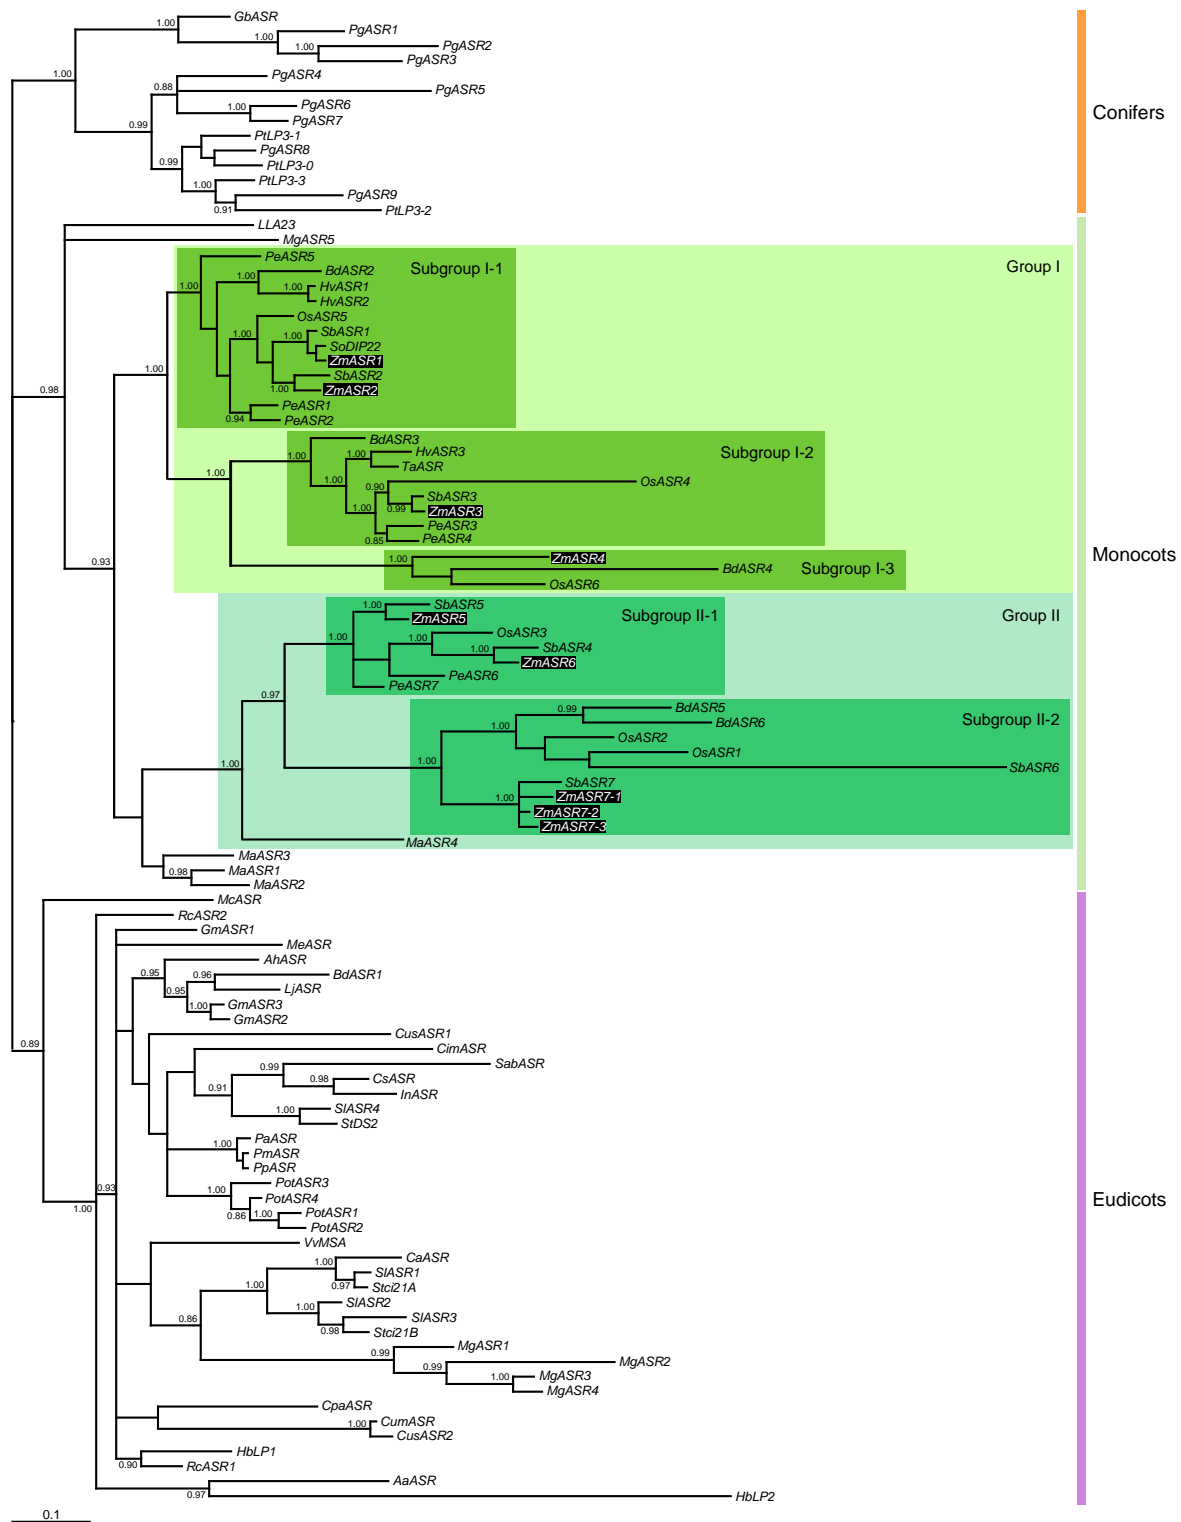 GbASR
1.00
PgASR1
PgASR2
1.00
1.00
PgASR3
1.00
PgASR4
0.88
PgASR5
PgASR6
1.00
PgASR7
0.99
PtLP3-1
PgASR8
0.99
PtLP3-0
PtLP3-3
1.00
PgASR9
0.91
PtLP3-2
Conifers
LLA23
MgASR5
PeASR5
Subgroup I-1
Group I
BdASR2
1.00
1.00
HvASR1
1.00
HvASR2
OsASR5
SbASR1
1.00
1.00
SoDIP22
ZmASR1
1.00
SbASR2
1.00
ZmASR2
0.98
PeASR1
0.94
PeASR2
BdASR3
HvASR3
Subgroup I-2
1.00
1.00
TaASR
1.00
1.00
OsASR4
0.90
SbASR3
1.00
0.99
ZmASR3
PeASR3
0.85
PeASR4
Monocots
ZmASR4
1.00
0.93
BdASR4
Subgroup I-3
OsASR6
SbASR5
1.00
ZmASR5
Subgroup II-1
Group II
OsASR3
1.00
1.00
SbASR4
1.00
ZmASR6
PeASR6
PeASR7
0.97
BdASR5
0.99
BdASR6
Subgroup II-2
1.00
OsASR2
OsASR1
1.00
1.00
SbASR6
SbASR7
1.00
ZmASR7-1
ZmASR7-2
ZmASR7-3
MaASR4
MaASR3
0.98
MaASR1
MaASR2
McASR
RcASR2
GmASR1
MeASR
AhASR
0.95
0.96
BdASR1
0.95
LjASR
1.00
GmASR3
GmASR2
CusASR1
0.89
CimASR
SabASR
0.99
0.98
CsASR
0.91
InASR
1.00
SlASR4
StDS2
PaASR
1.00
PmASR
PpASR
PotASR3
0.93
1.00
PotASR4
1.00
0.86
1.00
PotASR1
PotASR2
Eudicots
VvMSA
CaASR
1.00
SlASR1
1.00
0.97
Stci21A
SlASR2
1.00
0.86
SlASR3
0.98
Stci21B
MgASR1
0.99
MgASR2
0.99
1.00
MgASR3
MgASR4
CpaASR
1.00
CumASR
CusASR2
HbLP1
0.90
RcASR1
AaASR
0.97
HbLP2
0.1